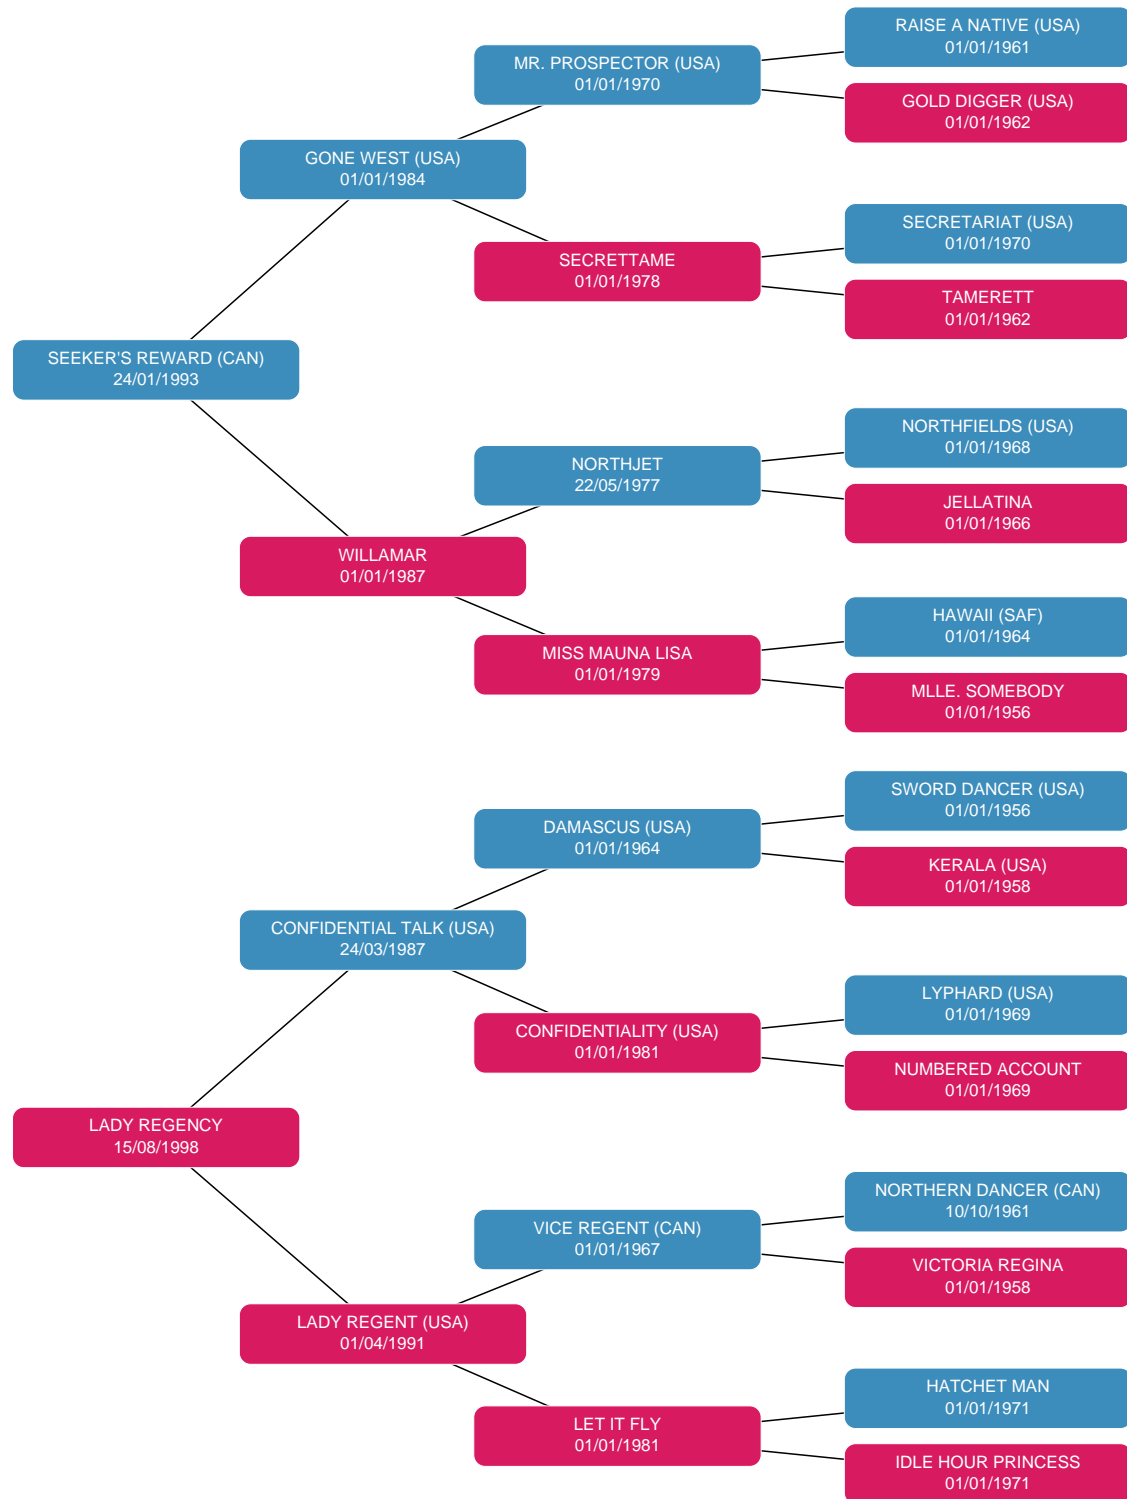 RAISE A NATIVE (USA)
01/01/1961
MR. PROSPECTOR (USA)
01/01/1970
GOLD DIGGER (USA)
01/01/1962
GONE WEST (USA)
01/01/1984
SECRETARIAT (USA)
01/01/1970
SECRETTAME
01/01/1978
TAMERETT
01/01/1962
SEEKER'S REWARD (CAN)
24/01/1993
NORTHFIELDS (USA)
01/01/1968
NORTHJET
22/05/1977
JELLATINA
01/01/1966
WILLAMAR
01/01/1987
HAWAII (SAF)
01/01/1964
MISS MAUNA LISA
01/01/1979
MLLE. SOMEBODY
01/01/1956
SWORD DANCER (USA)
01/01/1956
DAMASCUS (USA)
01/01/1964
KERALA (USA)
01/01/1958
CONFIDENTIAL TALK (USA)
24/03/1987
LYPHARD (USA)
01/01/1969
CONFIDENTIALITY (USA)
01/01/1981
NUMBERED ACCOUNT
01/01/1969
LADY REGENCY
15/08/1998
NORTHERN DANCER (CAN)
10/10/1961
VICE REGENT (CAN)
01/01/1967
VICTORIA REGINA
01/01/1958
LADY REGENT (USA)
01/04/1991
HATCHET MAN
01/01/1971
LET IT FLY
01/01/1981
IDLE HOUR PRINCESS
01/01/1971